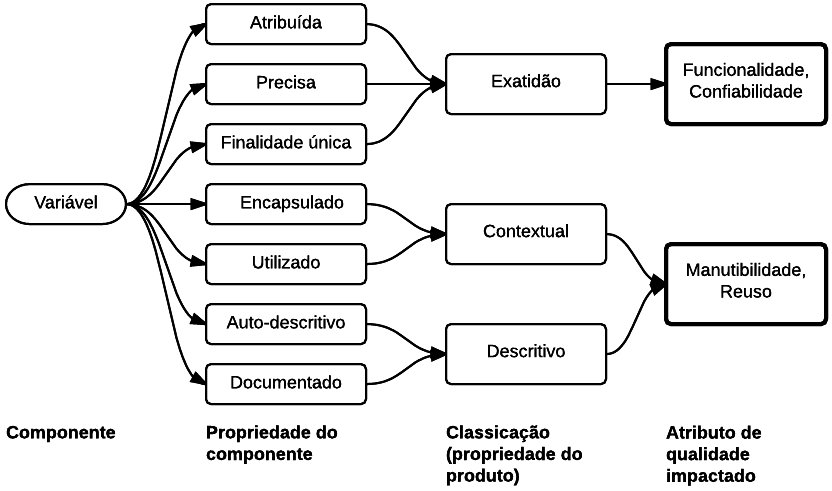 Atribuída
Precisa
Finalidade única
Variável
Encapsulado
Utilizado
Auto-descritivo
Documentado
Exatidão
Contextual
Descritivo
Funcionalidade,
Confiabilidade
Manutibilidade,
Reuso
Componente
Propriedade do
componente
Classicação
(propriedade do
produto)
Atributo de
qualidade
impactado